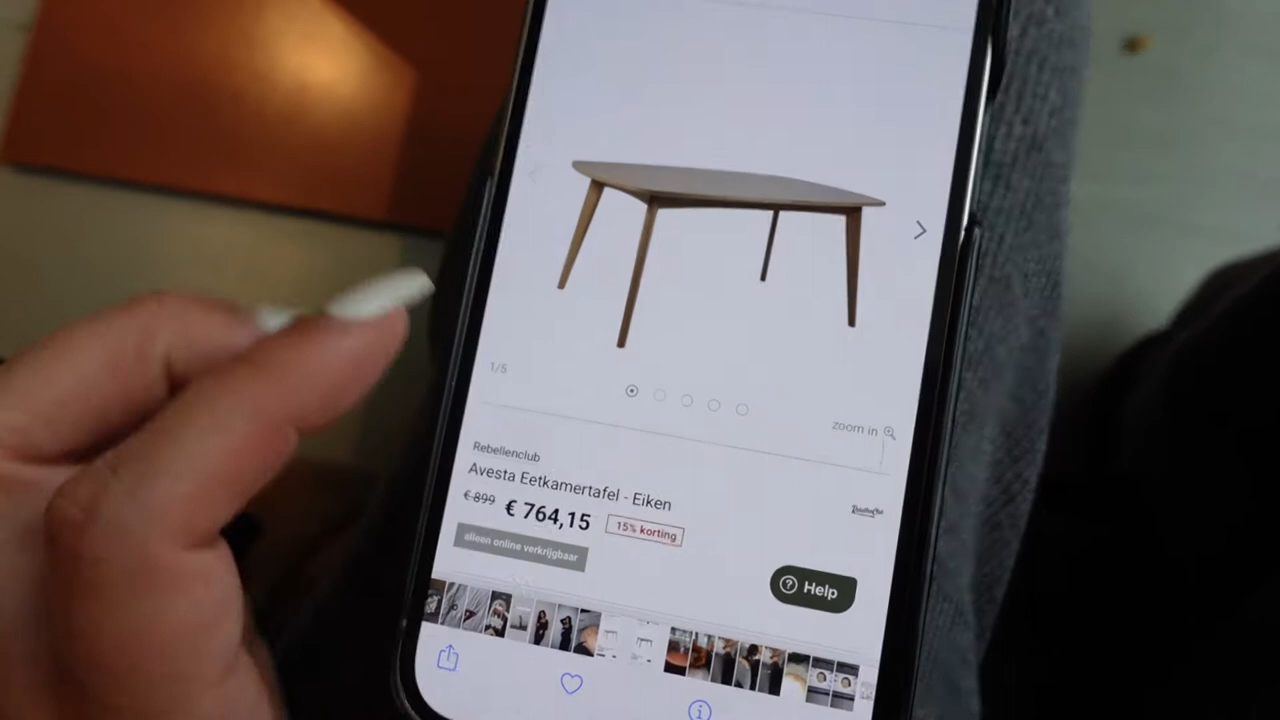 1/5
zoom in
Rebellenclub
Avesta Eetkamertafel - Eiken
€ 899 € 764,15 15% korting
alleen online verkrijgbaar
? Help